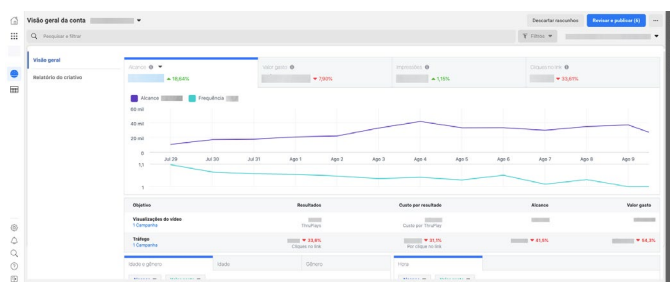 Visão geral da conta
Descartar rascunhos
Revisar e publicar (6)
Pesquisar e filtrar
Filtros
Visão geral
Relatório do criativo
Alcance
18,64%
Valor gasto
7,90%
Impressões
1,15%
Cliques no link
33,61%
Alcance
Frequência
60 mil
40 mil
20 mil
0
Jul 29 Jul 30 Jul 31 Ago 1 Ago 2 Ago 3 Ago 4 Ago 5 Ago 6 Ago 7 Ago 8 Ago 9
1,1
1
Objetivo Resultados Custo por resultado Alcance Valor gasto
Visualizações do vídeo
1 Campanha ThruPlays Custo por ThruPlay
Tráfego 33,6% 31,1% 41,9% 54,3%
1 Campanha Cliques no link Por clique no link
Idade e gênero Idade Gênero Hora